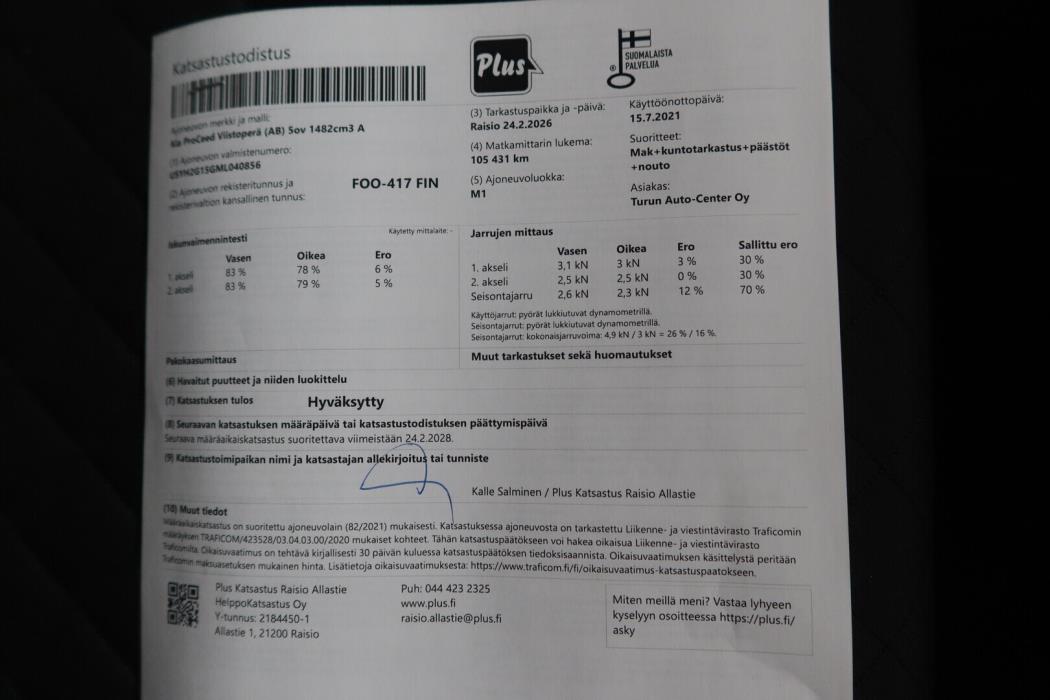 Katsastustodistus
Plus
SUOMALAISTA
PALVELUA
Ajoneuvon merkki ja malli:
Kia ProCeed Viistoperä (AB) 5ov 1482cm3 A
(1) Ajoneuvon valmistenumero:
U5YH2G15GML040856
(2) Ajoneuvon rekisteritunnus ja
rekisterivaltion kansallinen tunnus:
FOO-417 FIN
(3) Tarkastuspaikka ja -päivä:
Raisio 24.2.2026
(4) Matkamittarin lukema:
105 431 km
(5) Ajoneuvoluokka:
M1
Käyttöönottopäivä:
15.7.2021
Suoritteet:
Mak+kuntotarkastus+päästöt
+nouto
Asiakas:
Turun Auto-Center Oy
Iskunvaimennintesti
Käytetty mittalaite: -
Vasen Oikea Ero
1. akseli 83 % 78 % 6 %
2. akseli 83 % 79 % 5 %
Jarrujen mittaus
Vasen Oikea Ero Sallittu ero
1. akseli 3,1 kN 3 kN 3 % 30 %
2. akseli 2,5 kN 2,5 kN 0 % 30 %
Seisontajarru 2,6 kN 2,3 kN 12 % 70 %
Käyttöjarrut: pyörät lukkiutuvat dynamometrillä.
Seisontajarrut: pyörät lukkiutuvat dynamometrillä.
Seisontajarrut: kokonaisjarruvoima: 4,9 kN / 3 kN = 26 % / 16 %.
Pakokaasumittaus
Muut tarkastukset sekä huomautukset
(6) Havaitut puutteet ja niiden luokittelu
(7) Katsastuksen tulos Hyväksytty
(8) Seuraavan katsastuksen määräpäivä tai katsastustodistuksen päättymispäivä
Seuraava määräaikaiskatsastus suoritettava viimeistään 24.2.2028.
(9) Katsastustoimipaikan nimi ja katsastajan allekirjoitus tai tunniste
Kalle Salminen / Plus Katsastus Raisio Allastie
(10) Muut tiedot
Määräaikaiskatsastus on suoritettu ajoneuvolain (82/2021) mukaisesti. Katsastuksessa ajoneuvosta on tarkastettu Liikenne- ja viestintävirasto Traficomin
määräyksen TRAFICOM/423528/03.04.03.00/2020 mukaiset kohteet. Tähän katsastuspäätökseen voi hakea oikaisua Liikenne- ja viestintävirasto
Traficomilta. Oikaisuvaatimus on tehtävä kirjallisesti 30 päivän kuluessa katsastuspäätöksen tiedoksisaannista. Oikaisuvaatimuksen käsittelystä peritään
Traficomin maksuasetuksen mukainen hinta. Lisätietoja oikaisuvaatimuksesta: https://www.traficom.fi/fi/oikaisuvaatimus-katsastuspaatokseen.
Plus Katsastus Raisio Allastie
HelppoKatsastus Oy
Y-tunnus: 2184450-1
Allastie 1, 21200 Raisio
Puh: 044 423 2325
www.plus.fi
raisio.allastie@plus.fi
Miten meillä meni? Vastaa lyhyeen
kyselyyn osoitteessa https://plus.fi/
asky